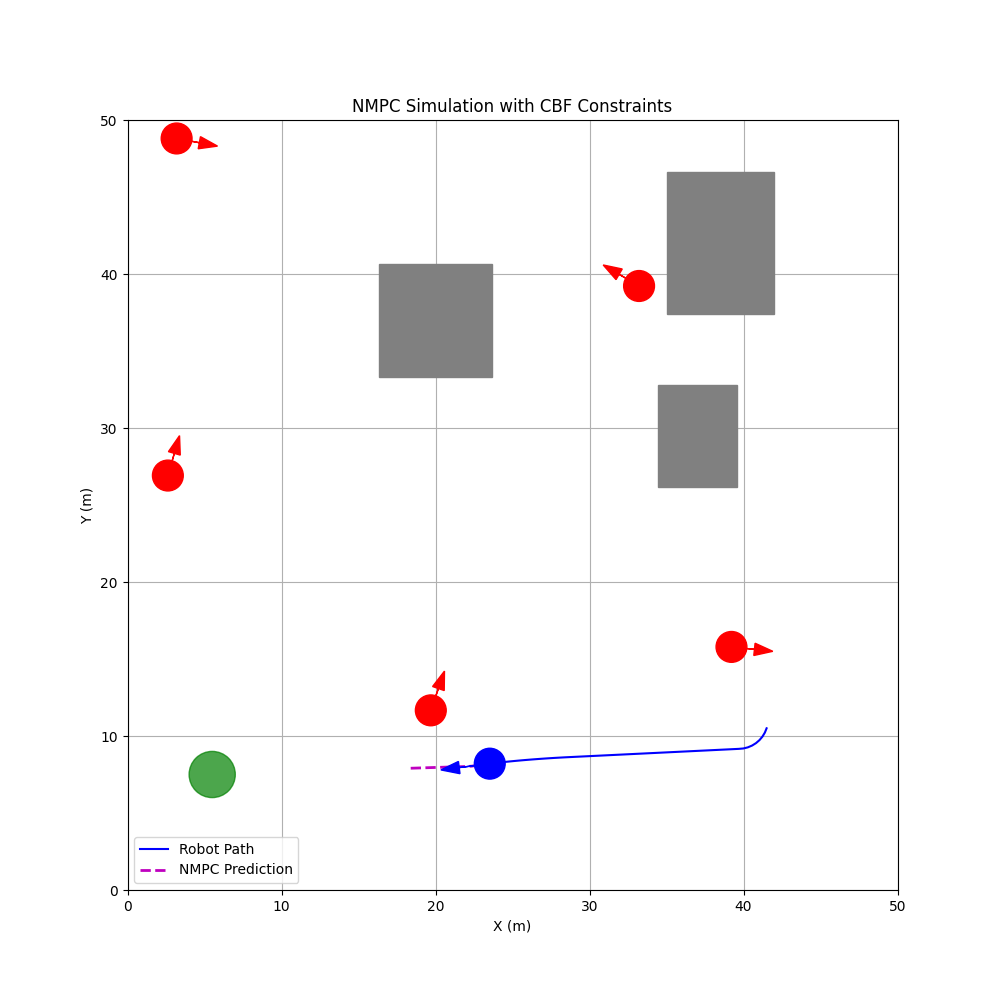 NMPC Simulation with CBF Constraints
50
40
30
20
10
0
Y (m)
Robot Path
NMPC Prediction
0 10 20 30 40 50
X (m)